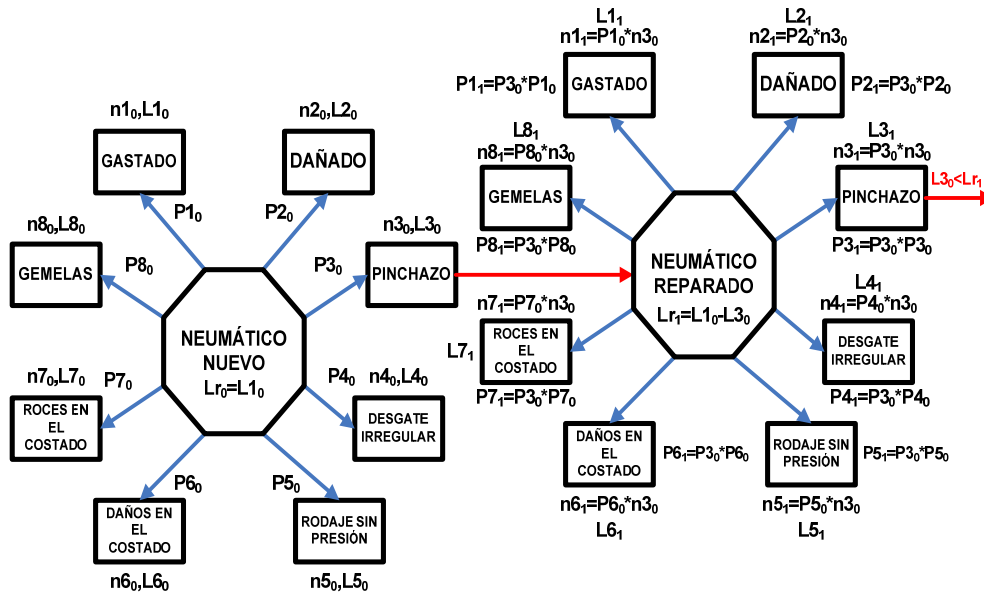 n1₀,L1₀
GASTADO
P1₀
n2₀,L2₀
DAÑADO
P2₀
n8₀,L8₀
GEMELAS
P8₀
n3₀,L3₀
PINCHAZO
P3₀
NEUMÁTICO
NUEVO
Lr₀=L1₀
n7₀,L7₀
ROCES EN
EL
COSTADO
P7₀
n4₀,L4₀
DESGATE
IRREGULAR
P4₀
P6₀
DAÑOS EN
EL
COSTADO
n6₀,L6₀
P5₀
RODAJE SIN
PRESIÓN
n5₀,L5₀
L1₁
n1₁=P1₀*n3₀
P1₁=P3₀*P1₀
GASTADO
L2₁
n2₁=P2₀*n3₀
DAÑADO
P2₁=P3₀*P2₀
L8₁
n8₁=P8₀*n3₀
GEMELAS
P8₁=P3₀*P8₀
L3₁
n3₁=P3₀*n3₀
PINCHAZO
P3₁=P3₀*P3₀
L3₀<Lr₁
NEUMÁTICO
REPARADO
Lr₁=L1₀-L3₀
n7₁=P7₀*n3₀
L7₁
ROCES EN
EL
COSTADO
P7₁=P3₀*P7₀
L4₁
n4₁=P4₀*n3₀
DESGATE
IRREGULAR
P4₁=P3₀*P4₀
DAÑOS EN
EL
COSTADO
P6₁=P3₀*P6₀
n6₁=P6₀*n3₀
L6₁
RODAJE SIN
PRESIÓN
P5₁=P3₀*P5₀
n5₁=P5₀*n3₀
L5₁